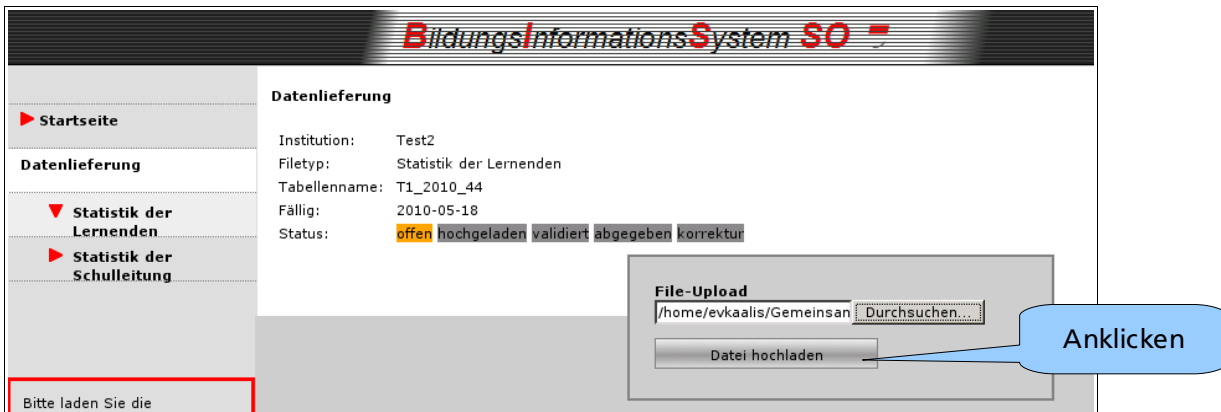 BildungsInformationsSystem SO
Startseite
Datenlieferung
Statistik der
Lernenden
Statistik der
Schulleitung
Bitte laden Sie die
Datenlieferung
Institution: Test2
Filetyp: Statistik der Lernenden
Tabellenname: T1_2010_44
Fällig: 2010-05-18
Status: offen hochgeladen validiert abgegeben korrektur
File-Upload
/home/evkaalis/Gemeinsan Durchsuchen...
Datei hochladen
Anklicken